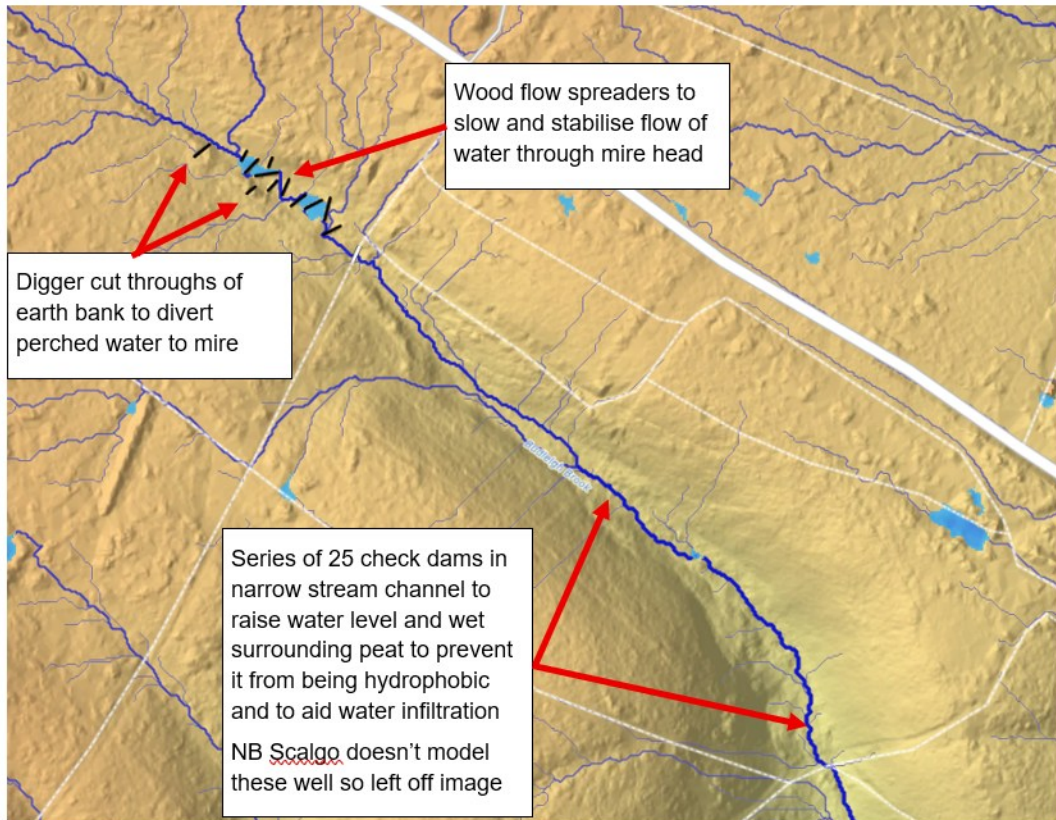 Wood flow spreaders to
slow and stabilise flow of
water through mire head
Digger cut throughs of
earth bank to divert
perched water to mire
Series of 25 check dams in
narrow stream channel to
raise water level and wet
surrounding peat to prevent
it from being hydrophobic
and to aid water infiltration
NB Scalgo doesn’t model
these well so left off image